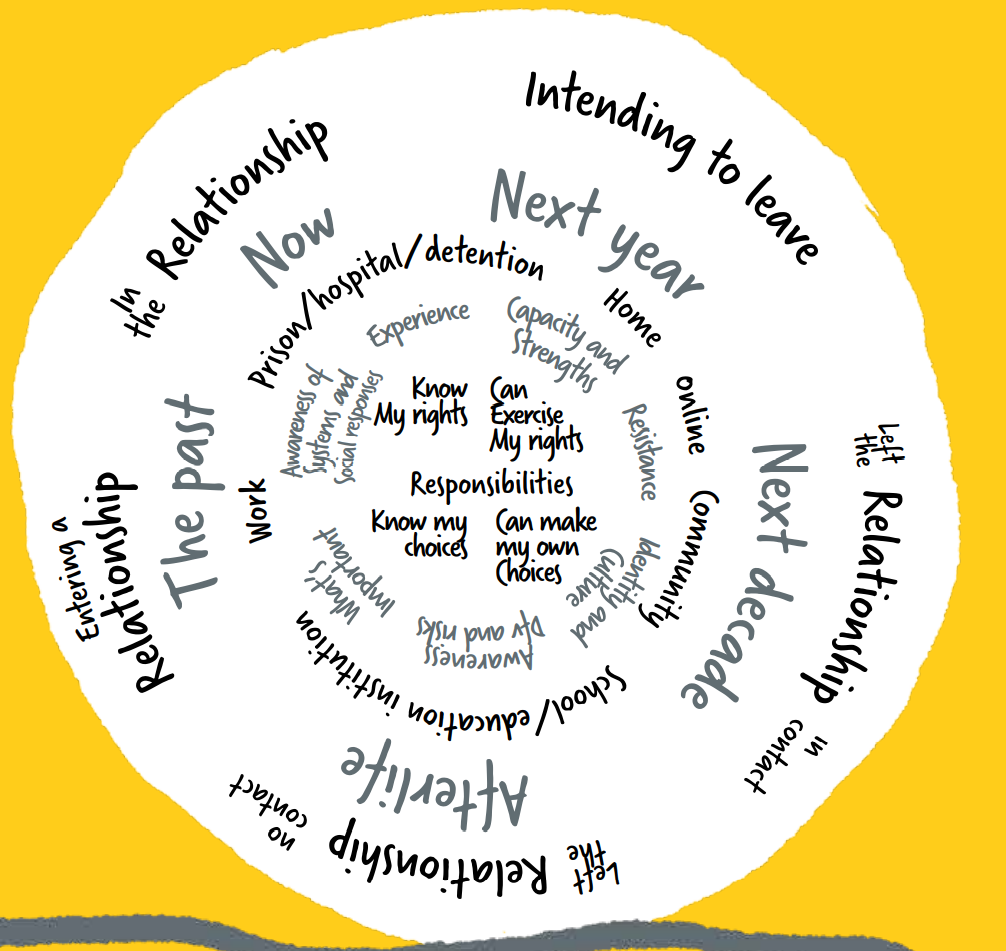 Intending to leave
In
the Relationship
Now
Next year
Prison/hospital/detention
Home
online
Community
School/education institution
Work
Experience
Capacity and
Strengths
Resistance
Identity and
Culture
Awareness
Dfv and risks
What's
Important
Awareness of
Systems and
Social responses
Know
My rights
Can
Exercise
My rights
Responsibilities
Know my
choices
Can make
my own
Choices
The past
Entering a
Relationship
Next decade
Left
the
Relationship
in
contact
Afterlife
Left
the
Relationship
no
contact